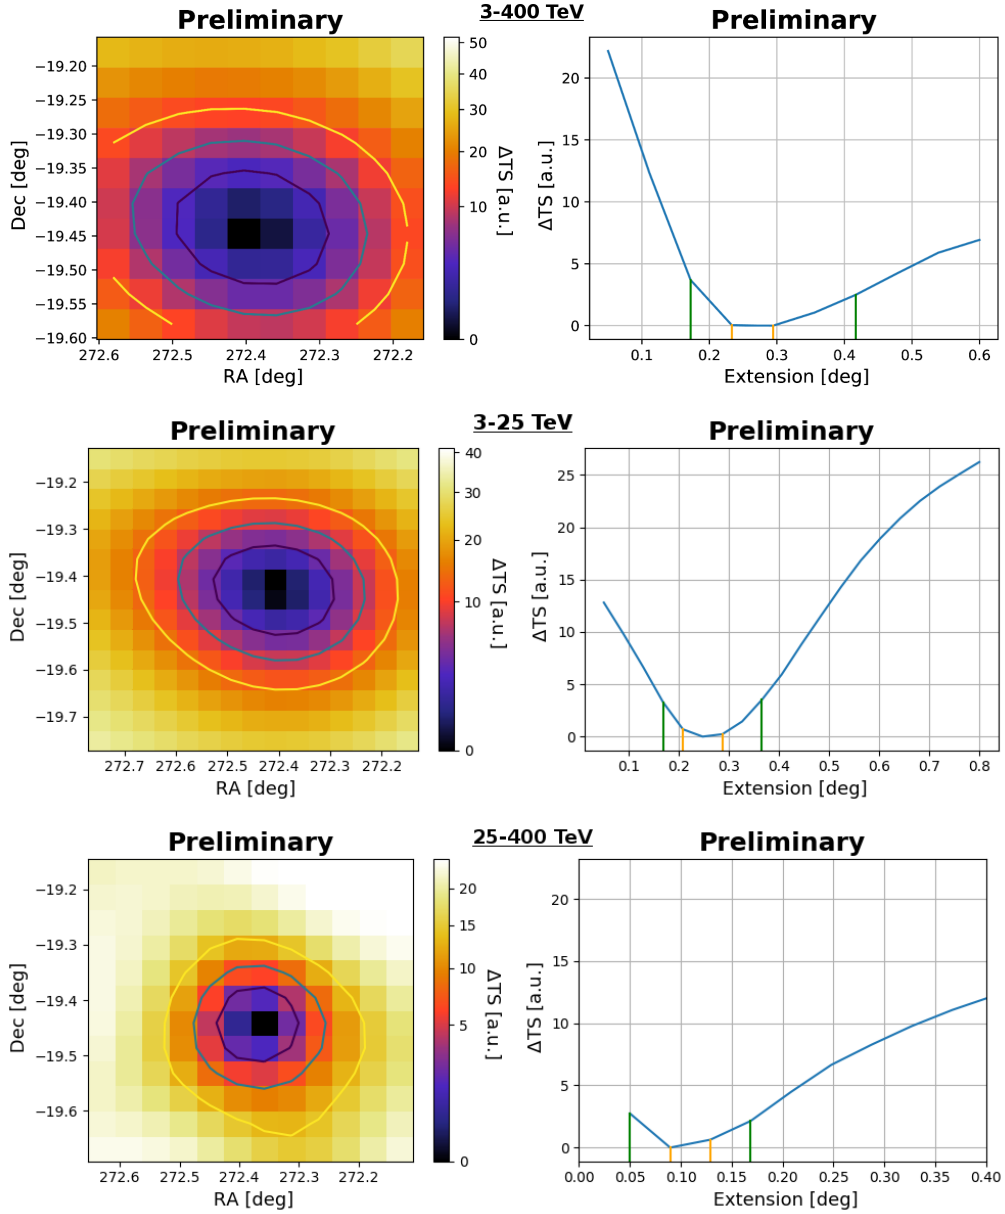 3-400 TeV
Preliminary
−19.20
−19.25
−19.30
−19.35
−19.40
−19.45
−19.50
−19.55
−19.60
Dec [deg]
272.6 272.5 272.4 272.3 272.2
RA [deg]
50
40
30
20
10
0
ΔTS [a.u.]
Preliminary
20
15
10
5
0
ΔTS [a.u.]
0.1 0.2 0.3 0.4 0.5 0.6
Extension [deg]
3-25 TeV
Preliminary
−19.2
−19.3
−19.4
−19.5
−19.6
−19.7
Dec [deg]
272.7 272.6 272.5 272.4 272.3 272.2
RA [deg]
40
30
20
10
0
ΔTS [a.u.]
Preliminary
25
20
15
10
5
0
ΔTS [a.u.]
0.1 0.2 0.3 0.4 0.5 0.6 0.7 0.8
Extension [deg]
25-400 TeV
Preliminary
−19.2
−19.3
−19.4
−19.5
−19.6
Dec [deg]
272.6 272.5 272.4 272.3 272.2
RA [deg]
20
15
10
5
0
ΔTS [a.u.]
Preliminary
20
15
10
5
0
ΔTS [a.u.]
0.00 0.05 0.10 0.15 0.20 0.25 0.30 0.35 0.40
Extension [deg]